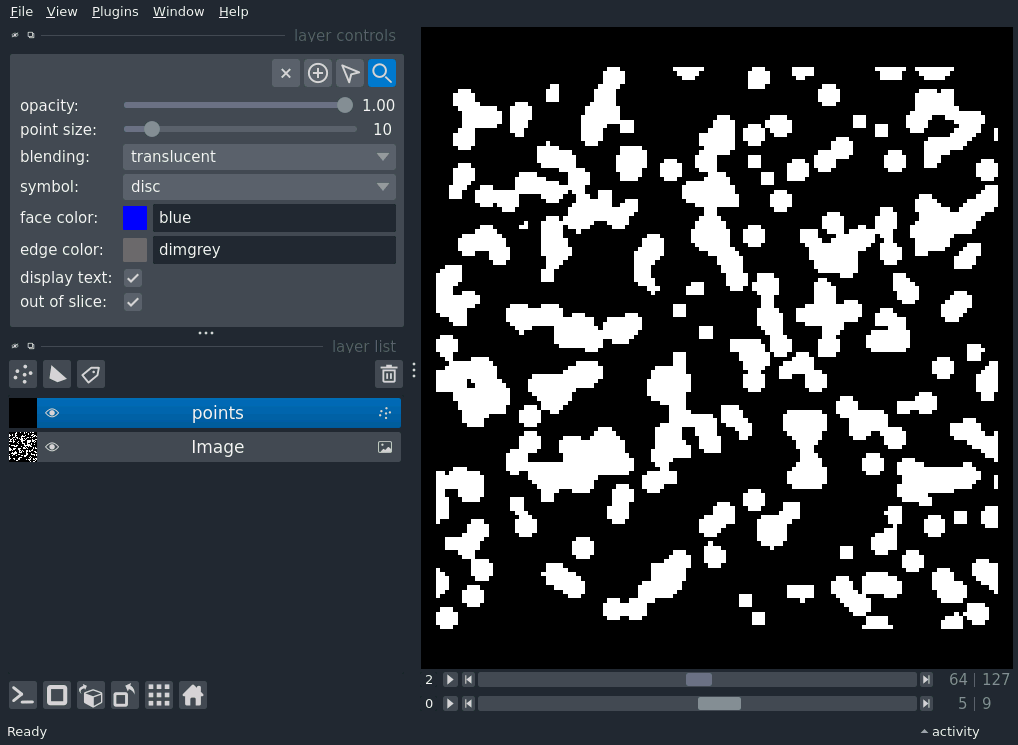 File View Plugins Window Help
layer controls
opacity: 1.00
point size: 10
blending: translucent
symbol: disc
face color: blue
edge color: dimgrey
display text:
out of slice:
layer list
points
Image
2 64 | 127
0 5 | 9
Ready activity